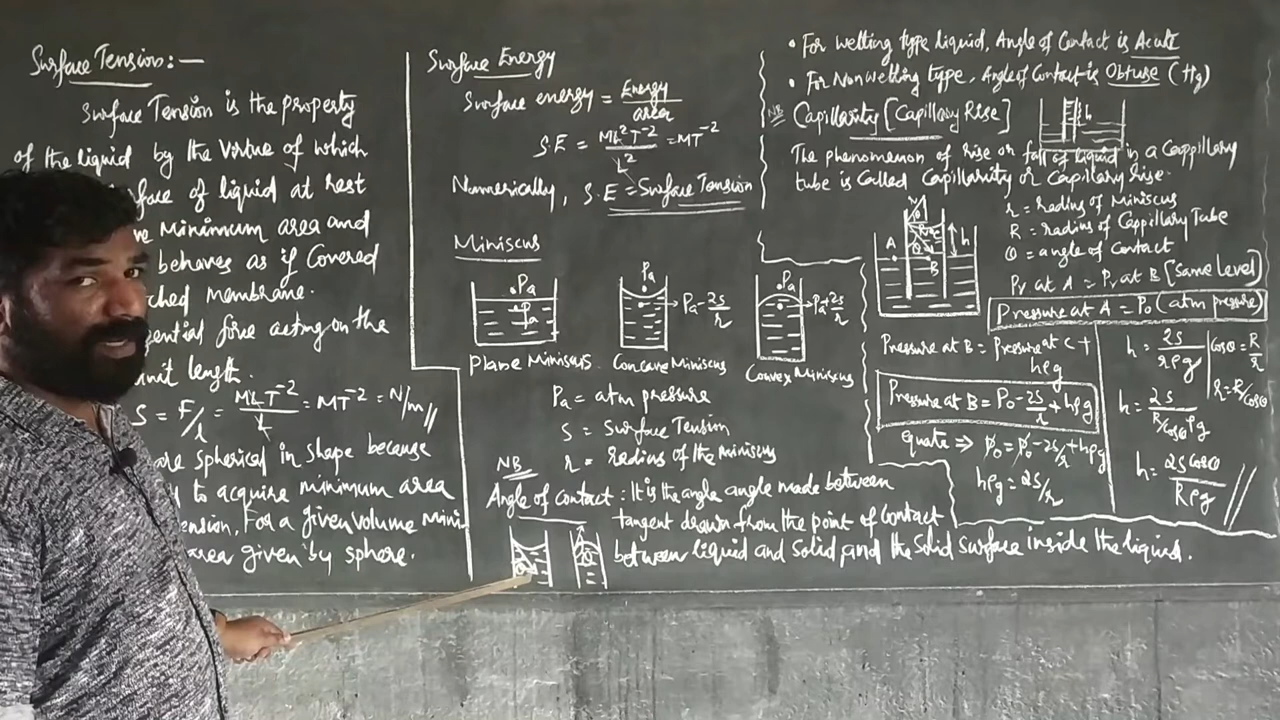 Surface Tension:—
Surface Tension is the property
of the liquid by the virtue of which
face of liquid at rest
ve Minimum area and
behaves as if Covered
ched membrane.
ential force acting on the
unit length.
S = F/l = MLT⁻²/L = MT⁻² = N/m//
are spherical in shape because
y to acquire minimum area
ension. For a given volume Mini
area given by sphere.
Surface Energy
Surface energy = Energy/area
S.E = ML²T⁻²/L² = MT⁻²
Numerically, S.E = Surface Tension
Miniscus
Pa
Pa
Plane Miniscus
Pa
Pa - 2s/r
Concave Miniscus
Pa
Pa + 2s/r
Convex Miniscus
Pa = atm pressure
S = Surface Tension
r = radius of the miniscus
NB
Angle of contact: It is the angle angle made between
tangent drawn from the point of Contact
between liquid and Solid and the Solid surface inside the liquid.
θ
θ
• For wetting type liquid, Angle of Contact is Acute
• For Nonwetting type, Angle of Contact is Obtuse (Hg)
NB Capillarity [Capillary Rise]
h
The phenomenon of rise or fall of liquid in a Cappillary
tube is called Capillarity or Capillary Rise.
r = radius of Miniscus
R = radius of Cappillary Tube
θ = angle of Contact
A
B
h
Pr at A = Pr at B [Same level]
Pressure at A = P₀ (atm pressure)
Pressure at B = Pressure at C +
hρg
Pressure at B = P₀ - 2s/r + hρg
equate ⇒ P₀ = P₀ - 2s/r + hρg
hρg = 2s/r
h = 2s/rρg
h = 2s/R/cosθ ρg
h = 2s cosθ/Rρg //
cosθ = R/r
r = R/cosθ